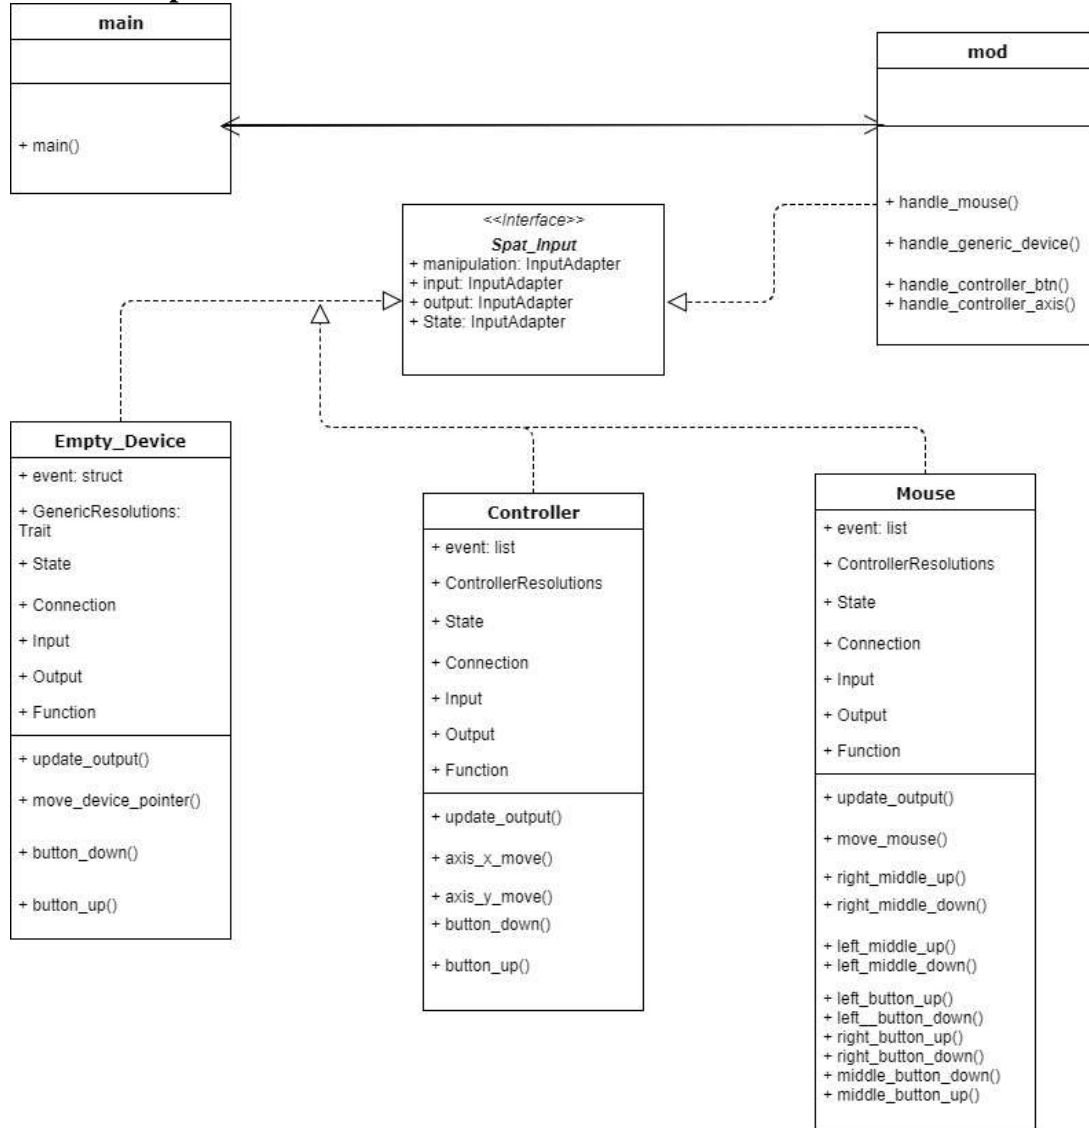 main
+ main()
mod
+ handle_mouse()
+ handle_generic_device()
+ handle_controller_btn()
+ handle_controller_axis()
<<Interface>>
Spat_Input
+ manipulation: InputAdapter
+ input: InputAdapter
+ output: InputAdapter
+ State: InputAdapter
Empty_Device
+ event: struct
+ GenericResolutions:
Trait
+ State
+ Connection
+ Input
+ Output
+ Function
+ update_output()
+ move_device_pointer()
+ button_down()
+ button_up()
Controller
+ event: list
+ ControllerResolutions
+ State
+ Connection
+ Input
+ Output
+ Function
+ update_output()
+ axis_x_move()
+ axis_y_move()
+ button_down()
+ button_up()
Mouse
+ event: list
+ ControllerResolutions
+ State
+ Connection
+ Input
+ Output
+ Function
+ update_output()
+ move_mouse()
+ right_middle_up()
+ right_middle_down()
+ left_middle_up()
+ left_middle_down()
+ left_button_up()
+ left__button_down()
+ right_button_up()
+ right_button_down()
+ middle_button_down()
+ middle_button_up()